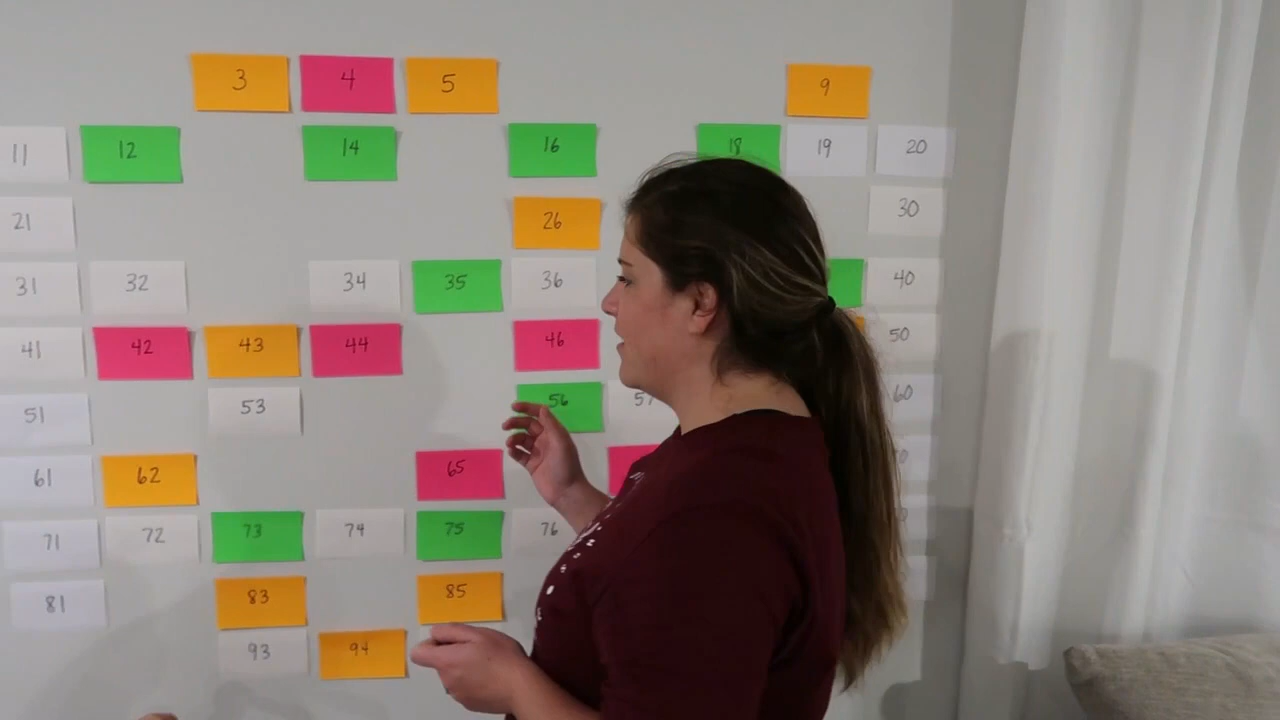 3 4 5 9
11 12 14 16 18 19 20
21 26 30
31 32 34 35 36 40
41 42 43 44 46 50
51 53 56 57 60
61 62 65
71 72 73 74 75 76
81 83 85
93 94